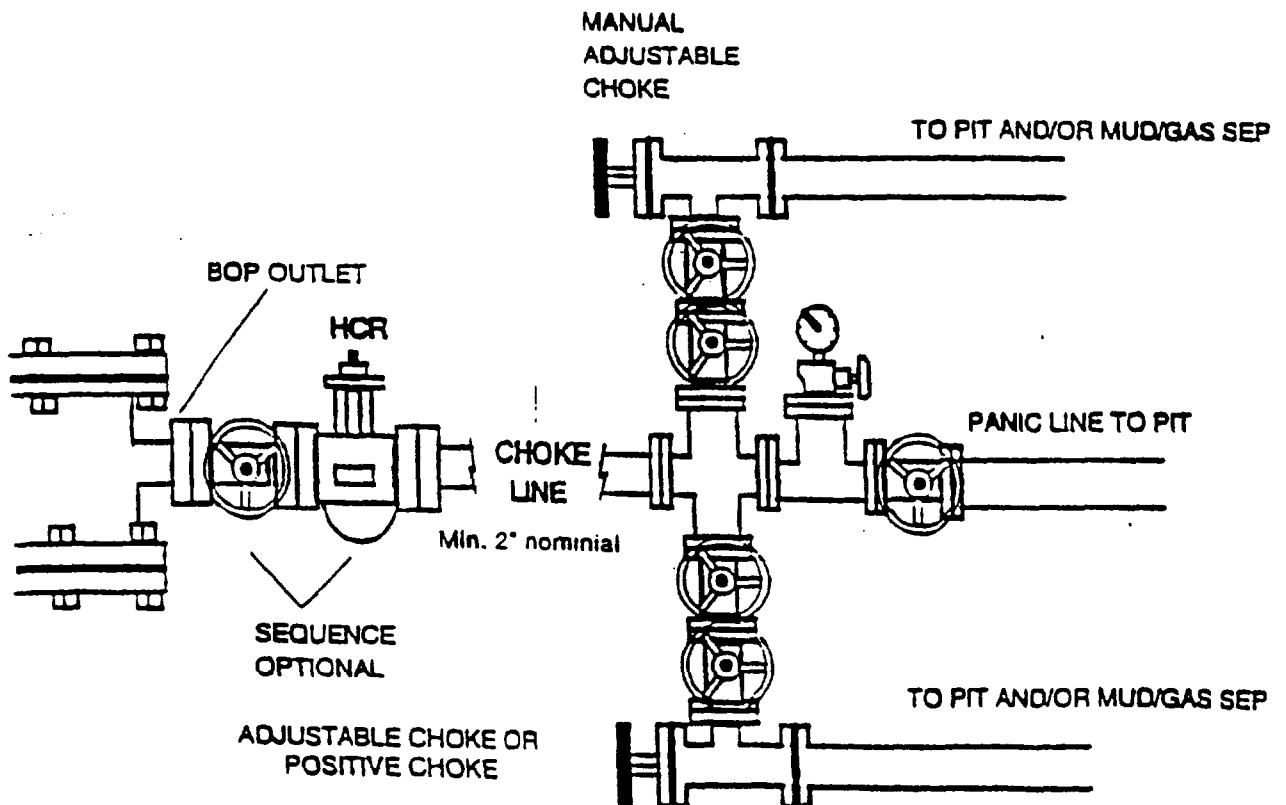 MANUAL
ADJUSTABLE
CHOKE
TO PIT AND/OR MUD/GAS SEP
BOP OUTLET
HCR
CHOKE
LINE
PANIC LINE TO PIT
Min. 2" nominial
SEQUENCE
OPTIONAL
TO PIT AND/OR MUD/GAS SEP
ADJUSTABLE CHOKE OR
POSITIVE CHOKE